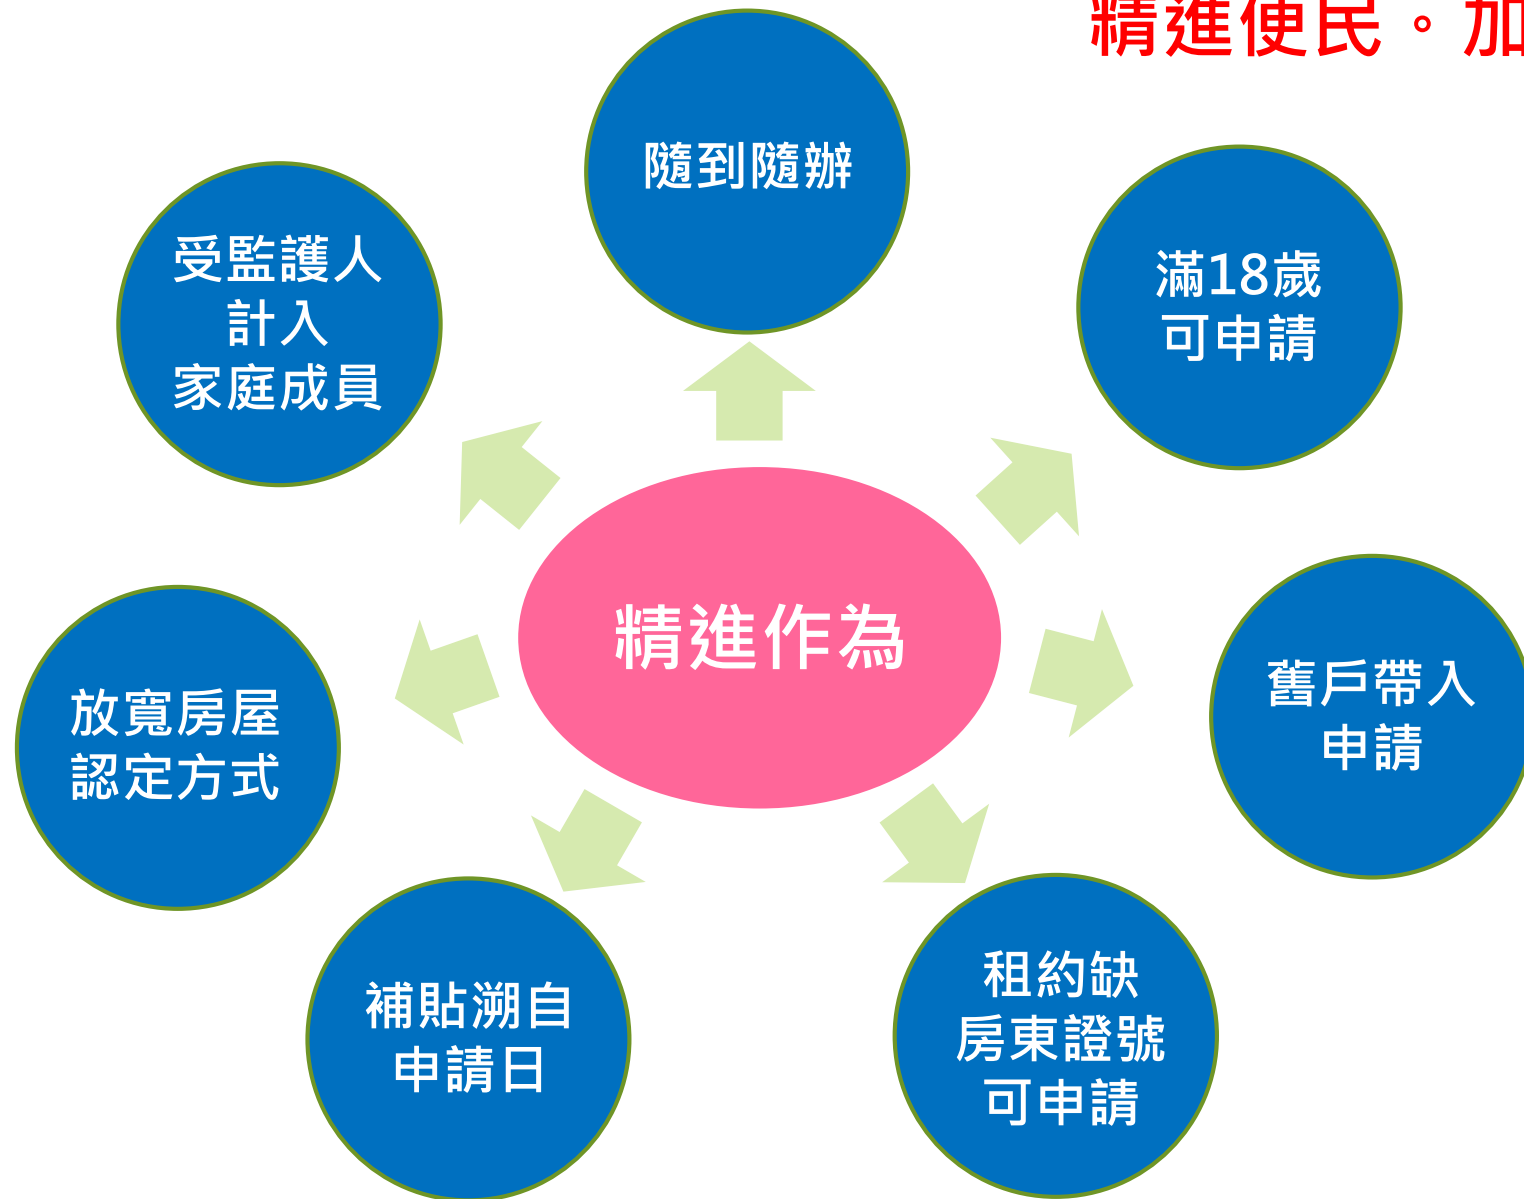 精進便民。加
隨到隨辦
滿18歲
可申請
受監護人
計入
家庭成員
精進作為
舊戶帶入
申請
放寬房屋
認定方式
租約缺
房東證號
可申請
補貼溯自
申請日